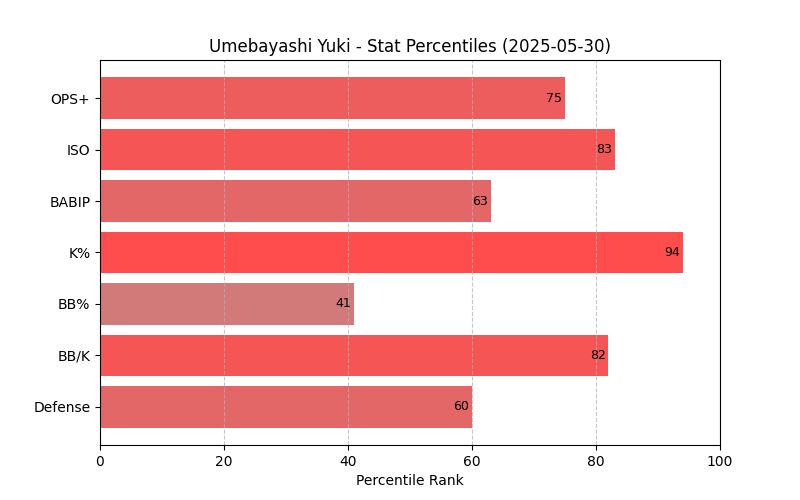 Umebayashi Yuki - Stat Percentiles (2025-05-30)
OPS+
75
ISO
83
BABIP
63
K%
94
BB%
41
BB/K
82
Defense
60
0 20 40 60 80 100
Percentile Rank